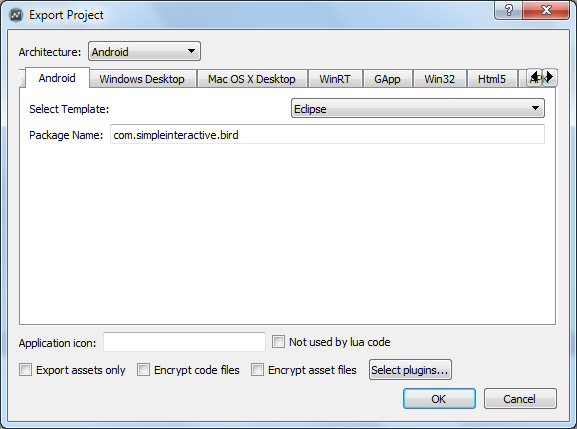 Export Project
Architecture: Android
Android Windows Desktop Mac OS X Desktop WinRT GApp Win32 Html5
Select Template: Eclipse
Package Name: com.simpleinteractive.bird
Application icon: Not used by lua code
Export assets only Encrypt code files Encrypt asset files Select plugins...
OK Cancel